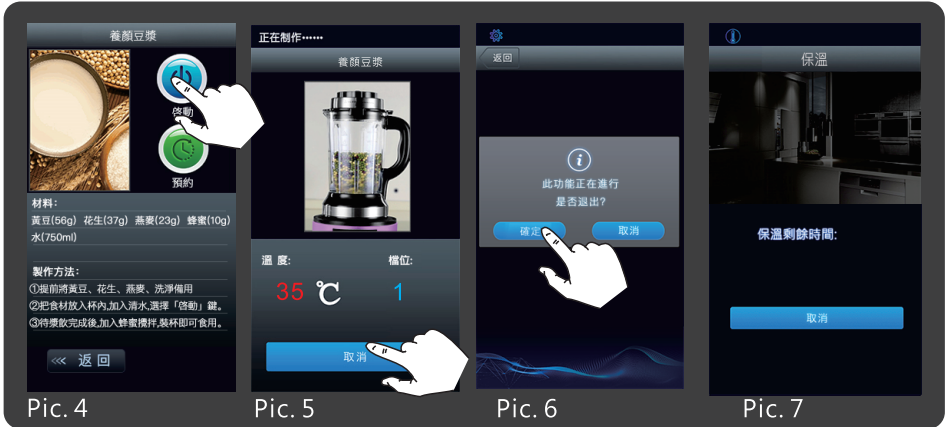 養顏豆漿
啓動
預約
材料:
黃豆(56g) 花生(37g) 燕麥(23g) 蜂蜜(10g)
水(750ml)
製作方法:
①提前將黃豆、花生、燕麥、洗淨備用
②把食材放入杯內,加入清水,選擇「啓動」鍵。
③待漿飲完成後,加入蜂蜜攪拌,裝杯即可食用。
<<< 返回
Pic. 4
正在制作······
養顏豆漿
溫 度: 檔位:
35 ℃ 1
取消
Pic. 5
返回
i
此功能正在進行
是否退出?
確定 取消
Pic. 6
保溫
保溫剩餘時間:
取消
Pic. 7